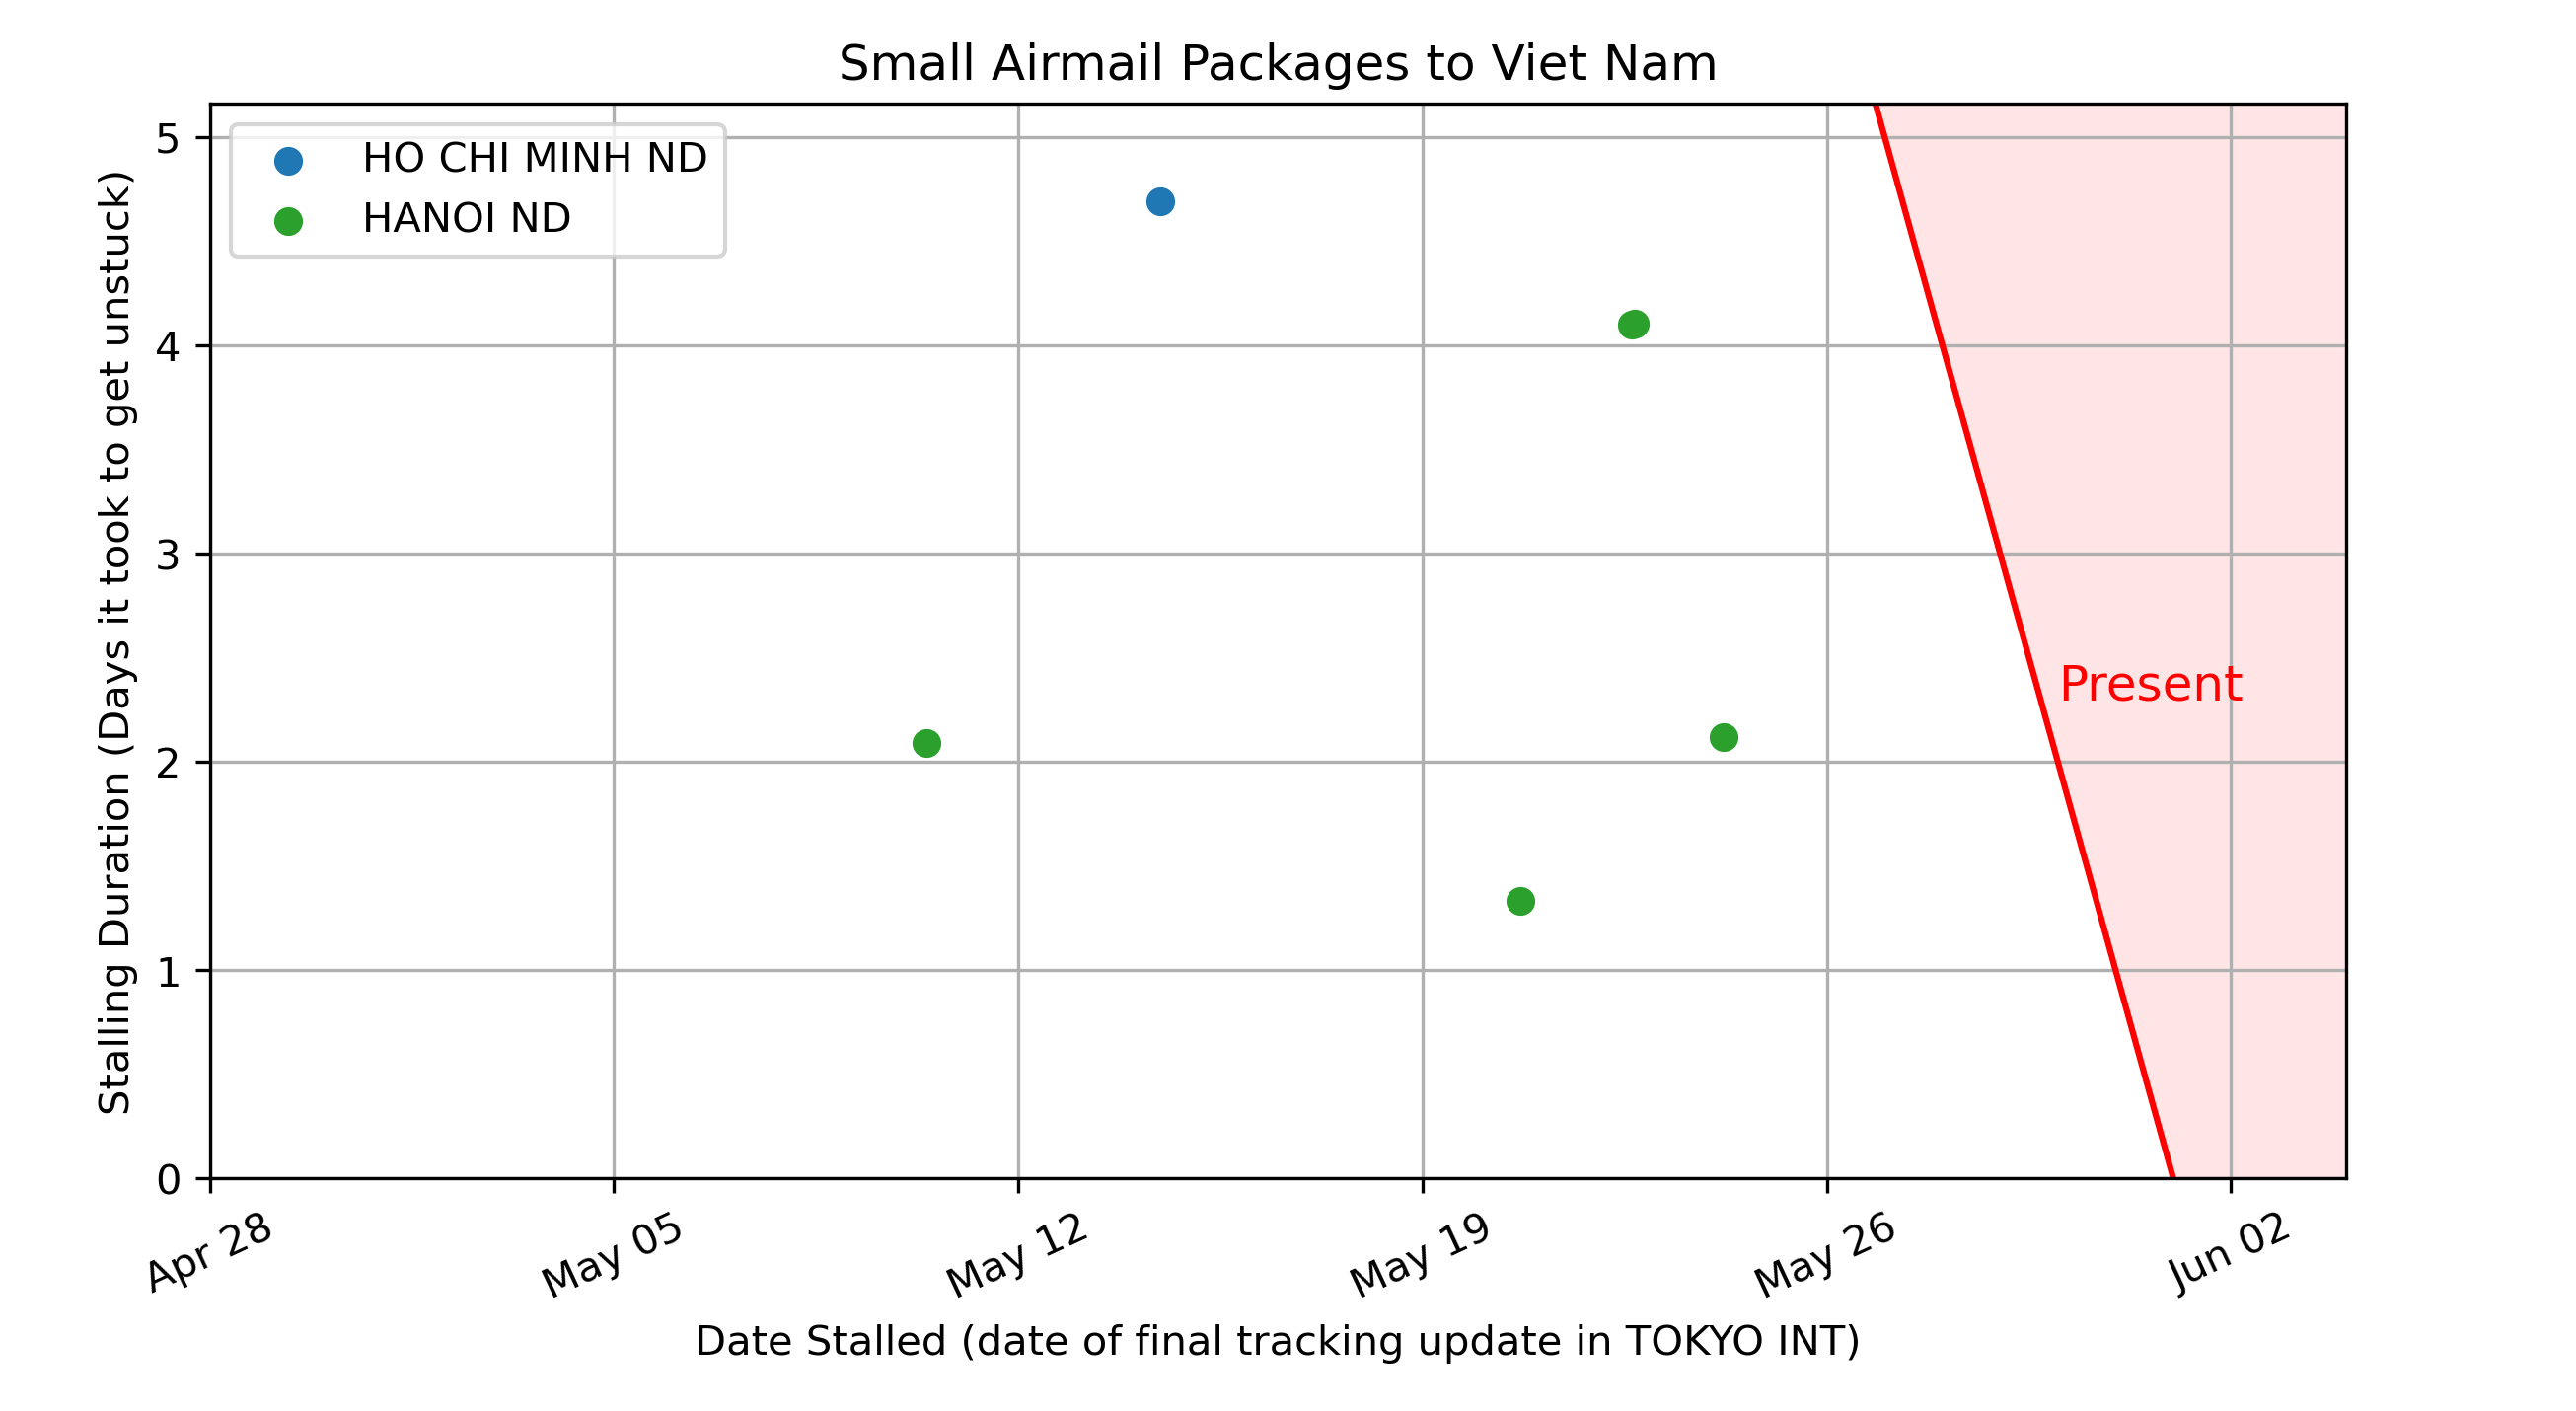 Small Airmail Packages to Viet Nam
HO CHI MINH ND
HANOI ND
Stalling Duration (Days it took to get unstuck)
5
4
3
2
1
0
Present
Apr 28
May 05
May 12
May 19
May 26
Jun 02
Date Stalled (date of final tracking update in TOKYO INT)